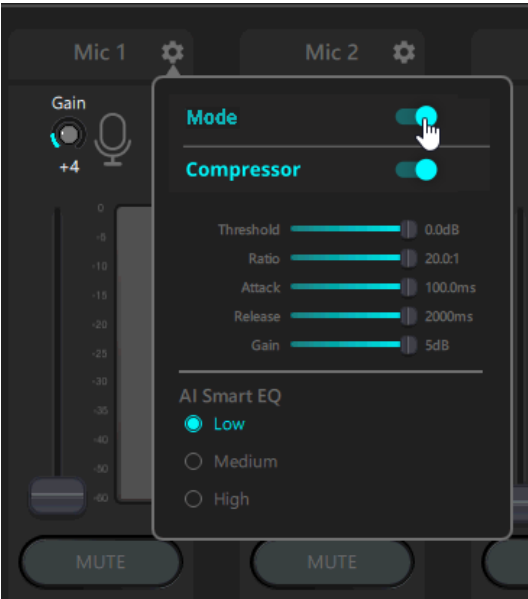 Mic 1
Mic 2
Gain
+4
Mode
Compressor
Threshold 0.0dB
Ratio 20.0:1
Attack 100.0ms
Release 2000ms
Gain 5dB
AI Smart EQ
Low
Medium
High
0
-5
-10
-15
-20
-25
-30
-35
-40
-50
-60
MUTE
MUTE